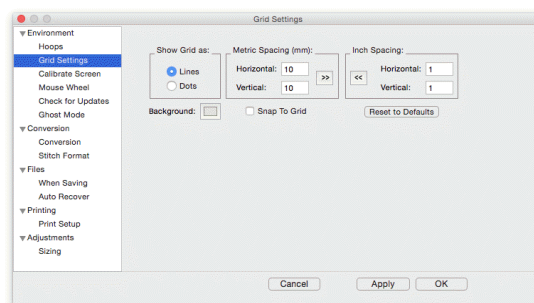 Grid Settings
Environment
Hoops
Grid Settings
Calibrate Screen
Mouse Wheel
Check for Updates
Ghost Mode
Conversion
Conversion
Stitch Format
Files
When Saving
Auto Recover
Printing
Print Setup
Adjustments
Sizing
Show Grid as:
Lines
Dots
Metric Spacing (mm):
Horizontal: 10
Vertical: 10
>>
Inch Spacing:
<<
Horizontal: 1
Vertical: 1
Background:
Snap To Grid
Reset to Defaults
Cancel
Apply
OK